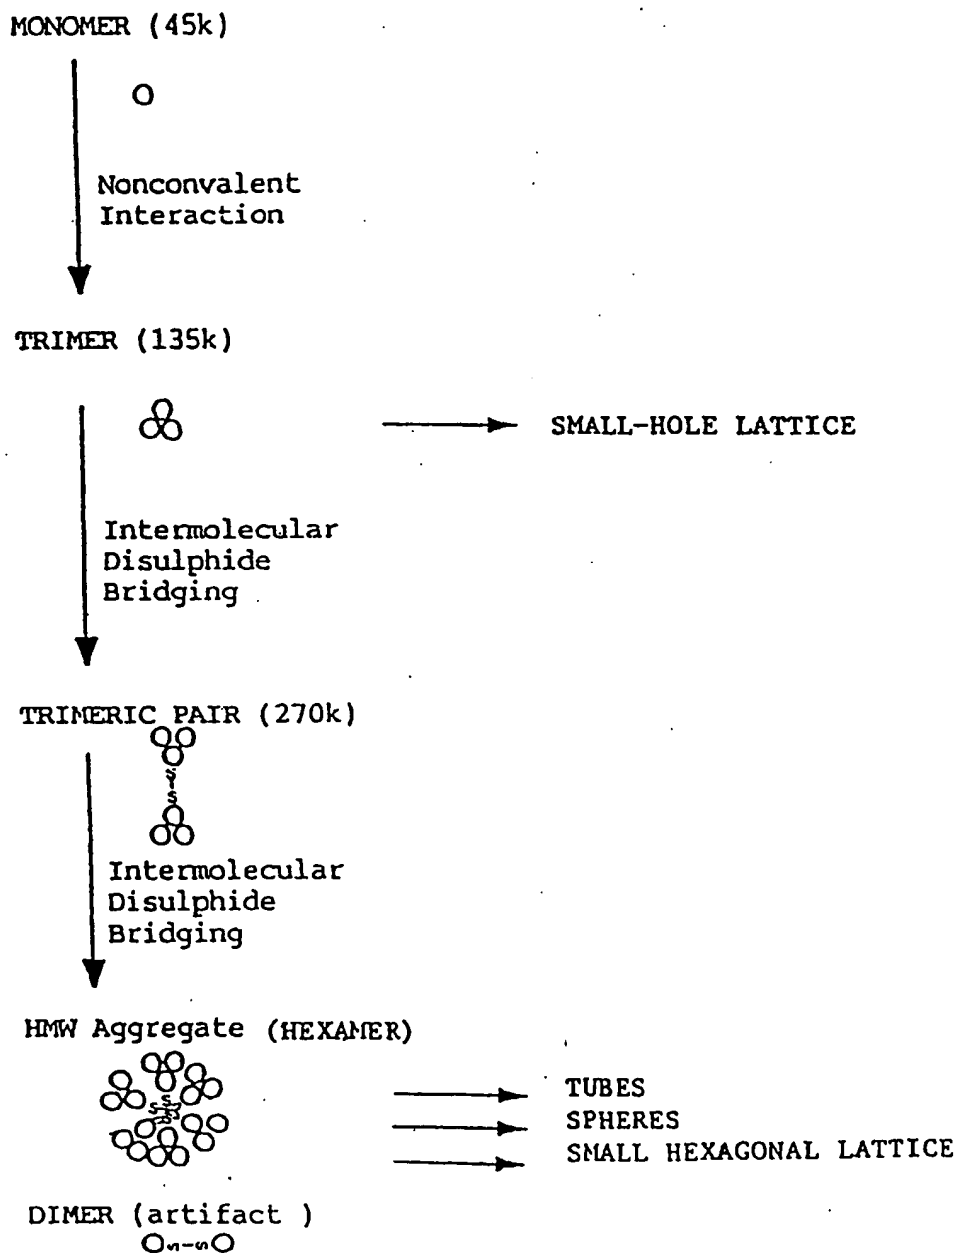 MONOMER (45k)
Nonconvalent
Interaction
TRIMER (135k)
SMALL-HOLE LATTICE
Intermolecular
Disulphide
Bridging
TRIMERIC PAIR (270k)
S-S
Intermolecular
Disulphide
Bridging
HMW Aggregate (HEXAMER)
TUBES
SPHERES
SMALL HEXAGONAL LATTICE
DIMER (artifact )
S-S